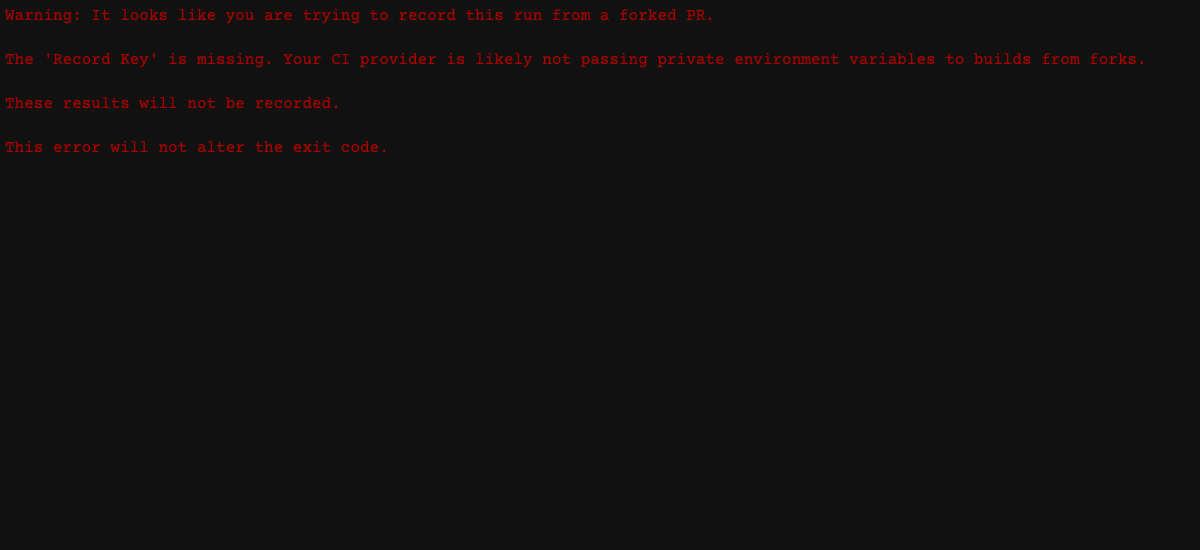 Warning: It looks like you are trying to record this run from a forked PR.
The 'Record Key' is missing. Your CI provider is likely not passing private environment variables to builds from forks.
These results will not be recorded.
This error will not alter the exit code.